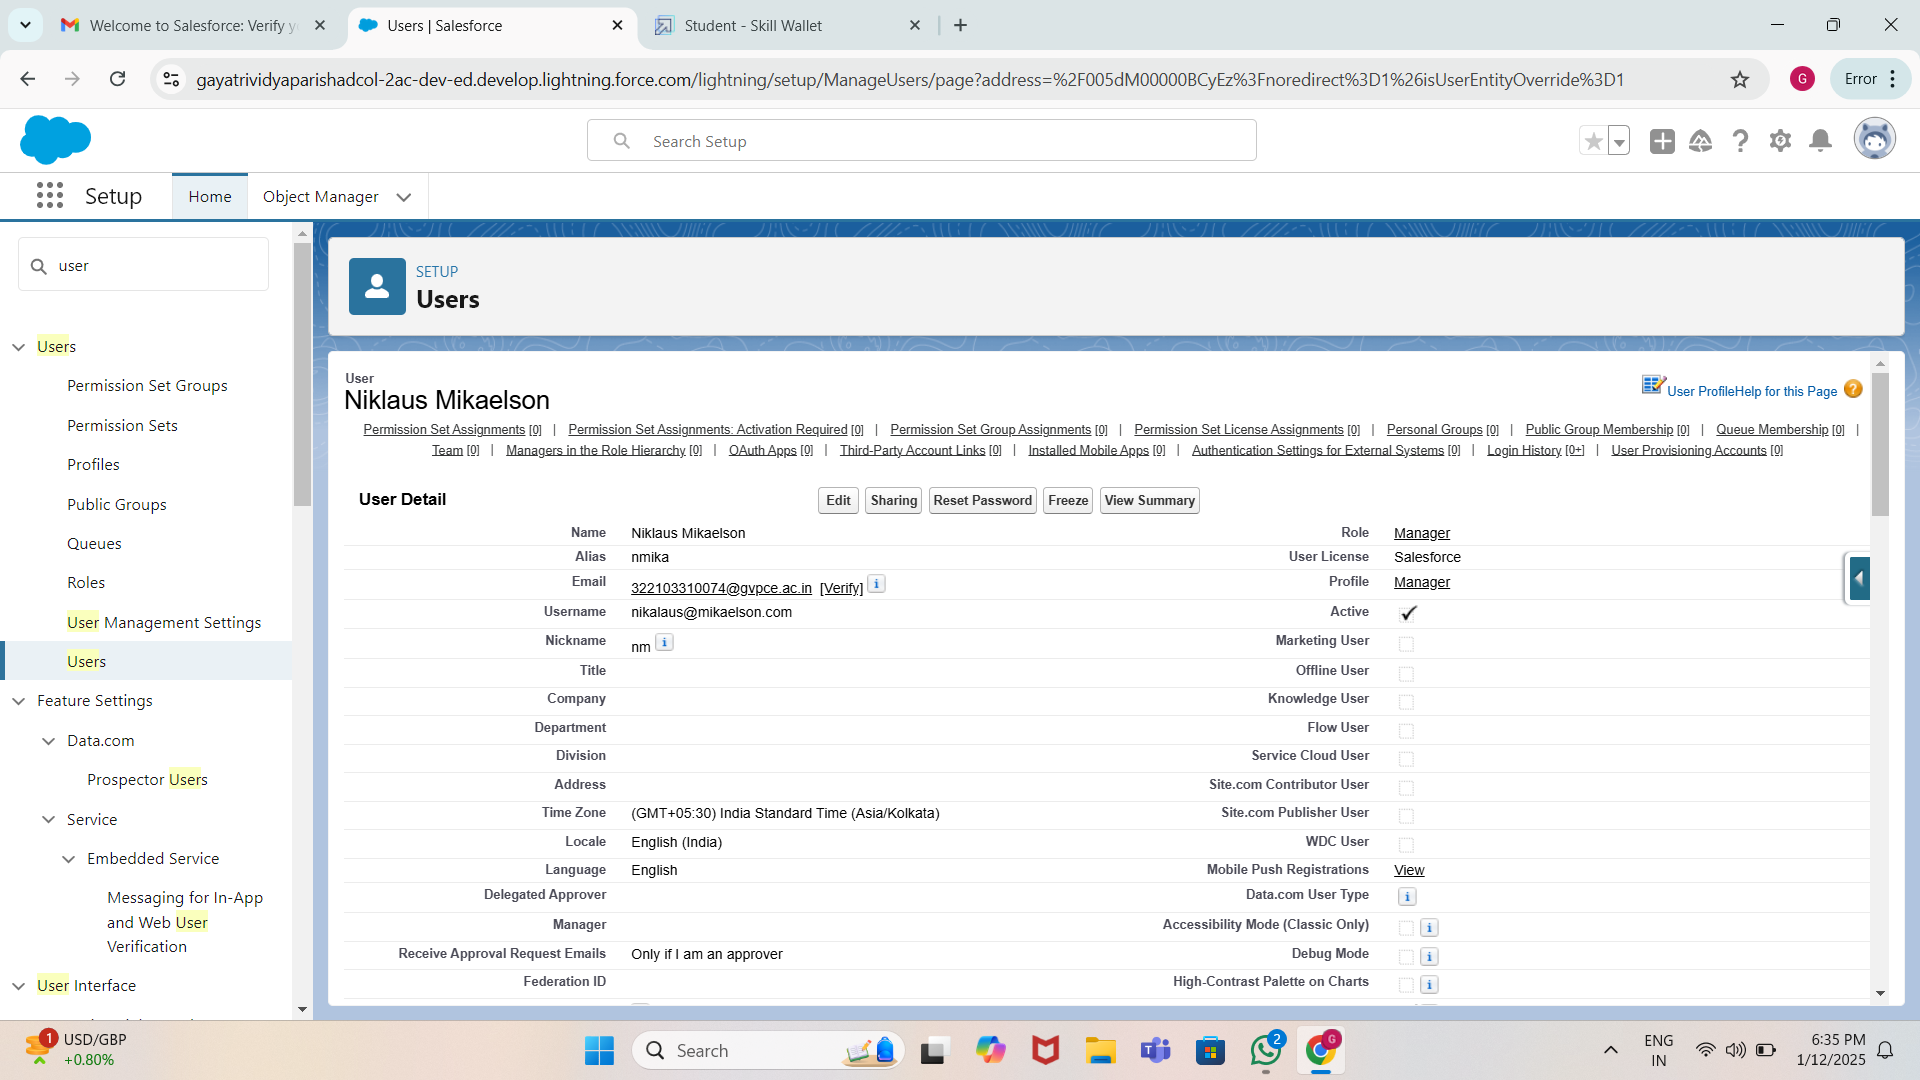 Welcome to Salesforce: Verify y
Users | Salesforce
Student - Skill Wallet
gayatrividyaparishadcol-2ac-dev-ed.develop.lightning.force.com/lightning/setup/ManageUsers/page?address=%2F005dM00000BCyEz%3Fnoredirect%3D1%26isUserEntityOverride%3D1
G
Error
Search Setup
Setup
Home
Object Manager
user
Users
Permission Set Groups
Permission Sets
Profiles
Public Groups
Queues
Roles
User Management Settings
Users
Feature Settings
Data.com
Prospector Users
Service
Embedded Service
Messaging for In-App
and Web User
Verification
User Interface
SETUP
Users
User
Niklaus Mikaelson
User Profile Help for this Page ?
Permission Set Assignments [0] | Permission Set Assignments: Activation Required [0] | Permission Set Group Assignments [0] | Permission Set License Assignments [0] | Personal Groups [0] | Public Group Membership [0] | Queue Membership [0] |
Team [0] | Managers in the Role Hierarchy [0] | OAuth Apps [0] | Third-Party Account Links [0] | Installed Mobile Apps [0] | Authentication Settings for External Systems [0] | Login History [0+] | User Provisioning Accounts [0]
User Detail
Edit Sharing Reset Password Freeze View Summary
Name Niklaus Mikaelson Role Manager
Alias nmika User License Salesforce
Email 322103310074@gvpce.ac.in [Verify] i Profile Manager
Username nikalaus@mikaelson.com Active
Nickname nm i Marketing User
Title Offline User
Company Knowledge User
Department Flow User
Division Service Cloud User
Address Site.com Contributor User
Time Zone (GMT+05:30) India Standard Time (Asia/Kolkata) Site.com Publisher User
Locale English (India) WDC User
Language English Mobile Push Registrations View
Delegated Approver Data.com User Type i
Manager Accessibility Mode (Classic Only) i
Receive Approval Request Emails Only if I am an approver Debug Mode i
Federation ID High-Contrast Palette on Charts i
1
USD/GBP
+0.80%
Search
2
G
ENG
IN
6:35 PM
1/12/2025